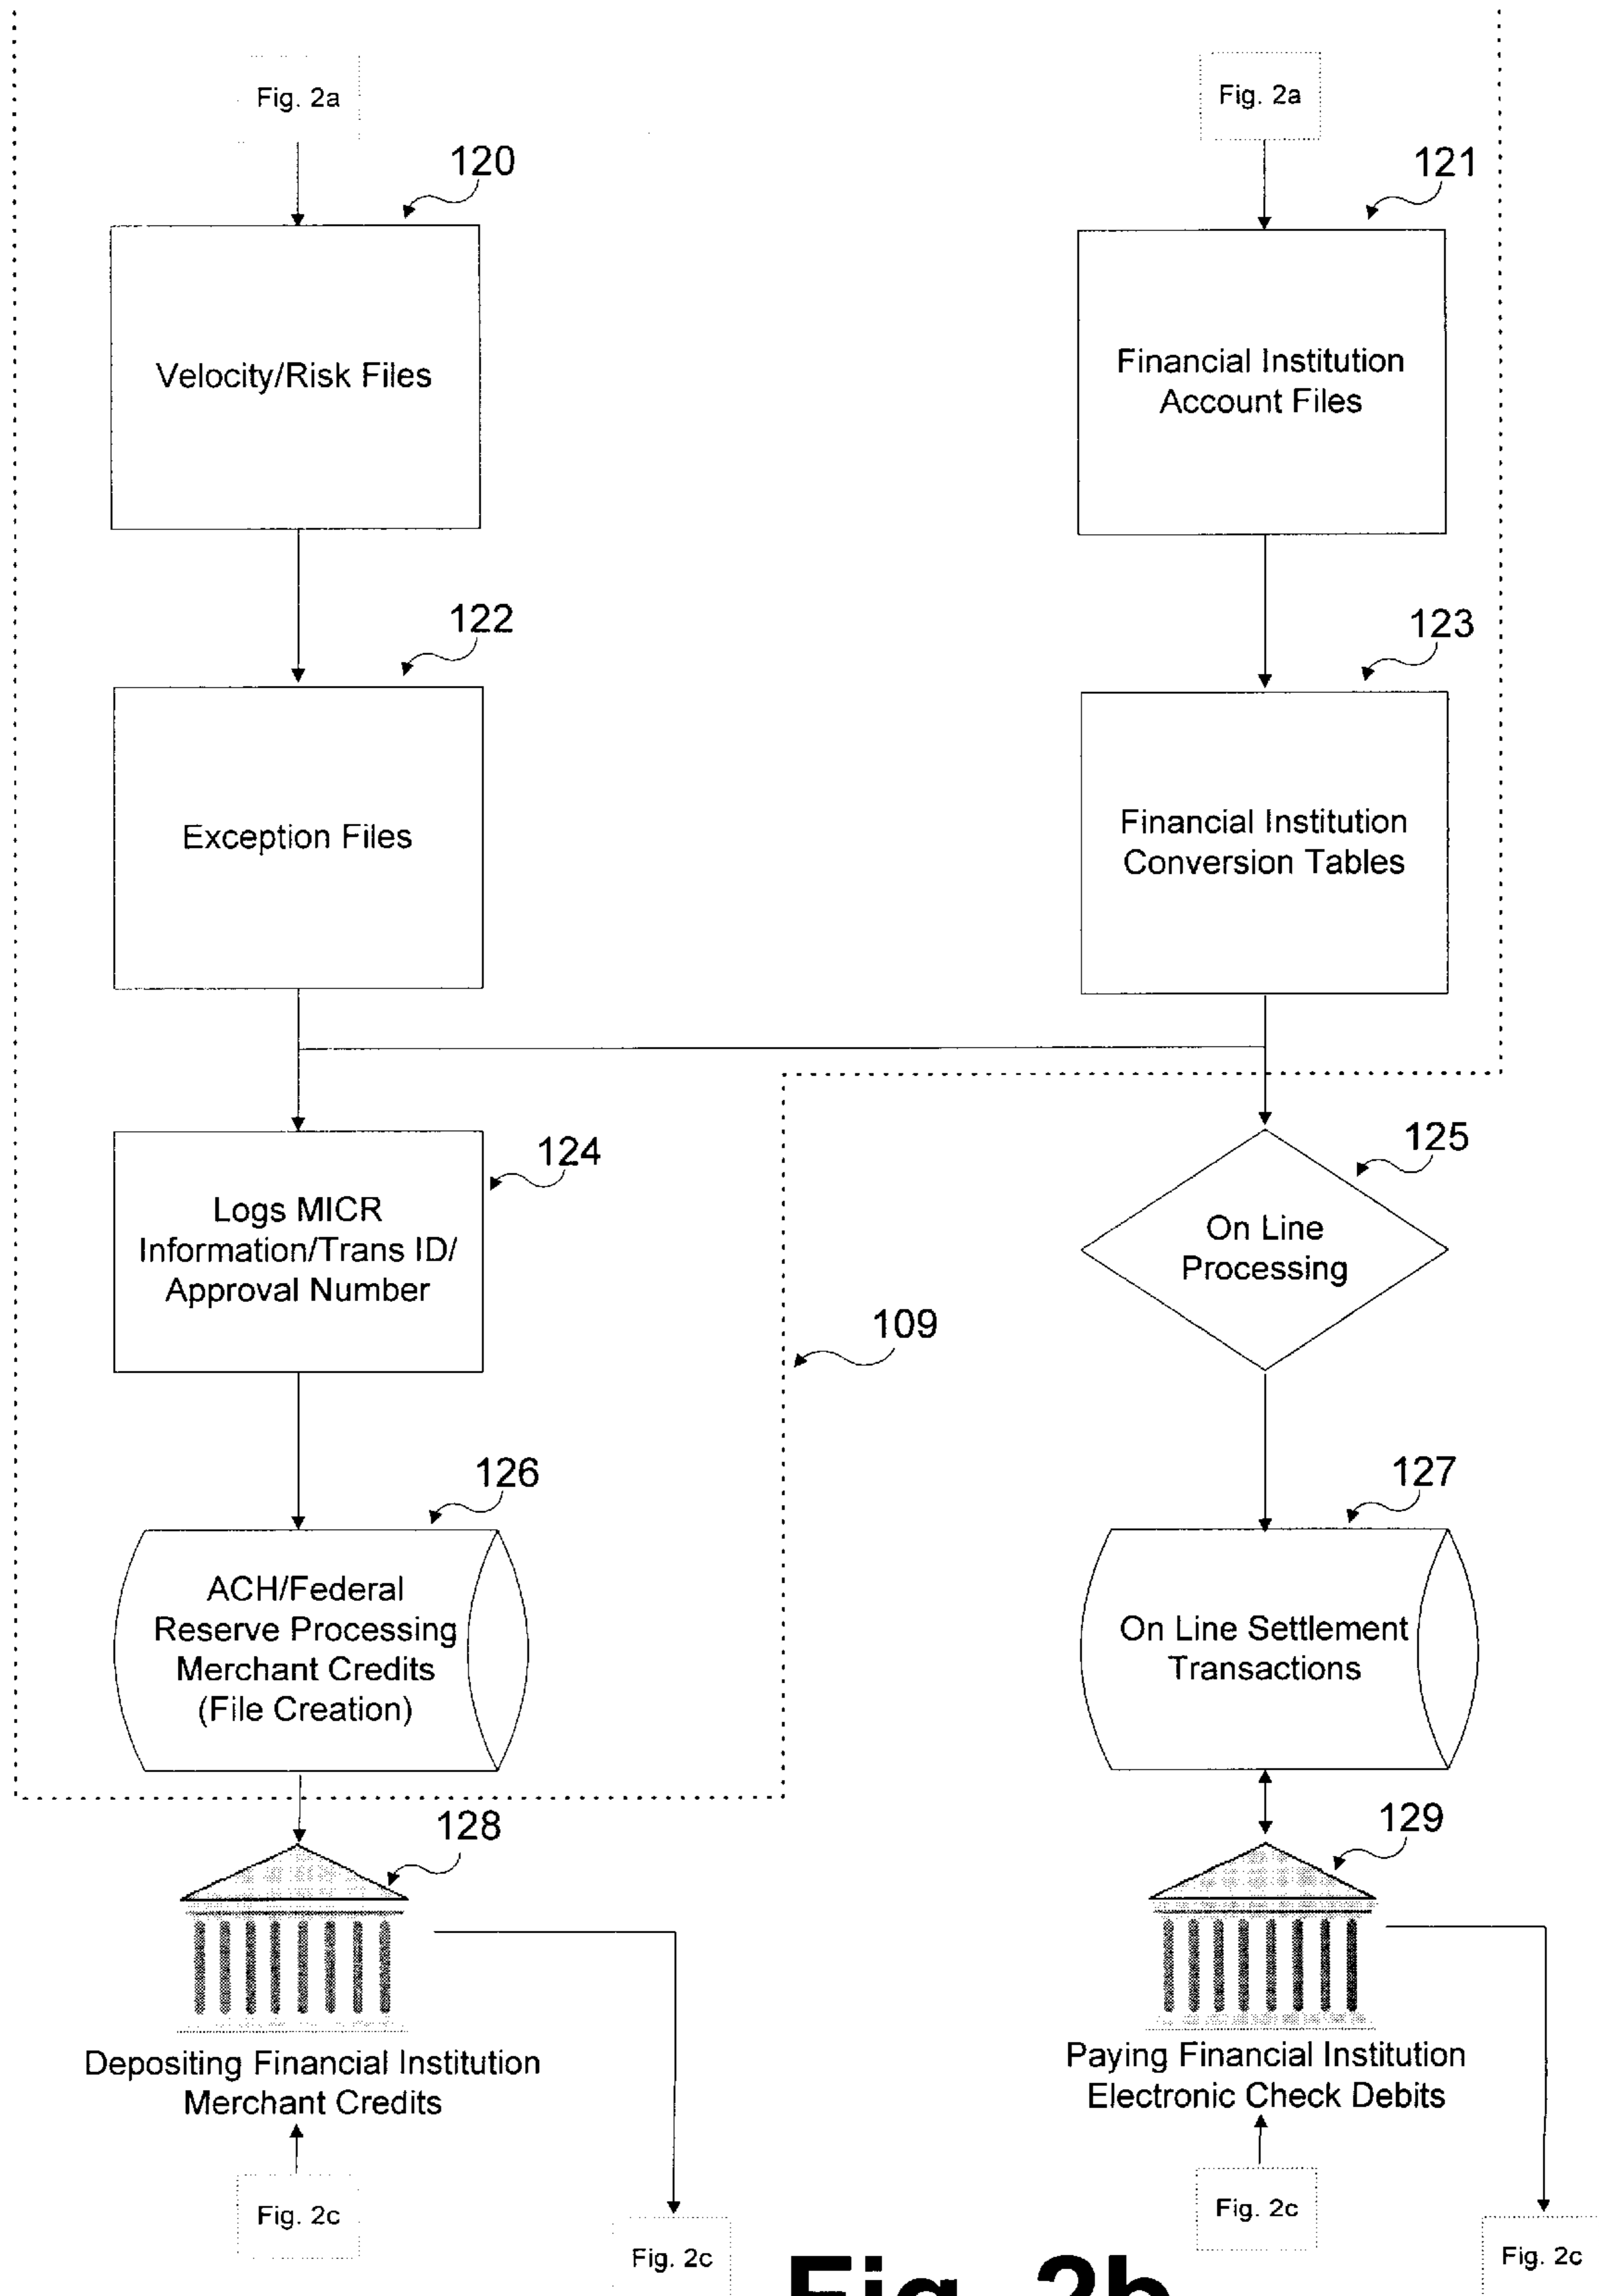 Fig. 2a
Fig. 2a
120
121
Velocity/Risk Files
Financial Institution
Account Files
122
123
Exception Files
Financial Institution
Conversion Tables
124
125
Logs MICR
Information/Trans ID/
Approval Number
On Line
Processing
109
126
127
ACH/Federal
Reserve Processing
Merchant Credits
(File Creation)
On Line Settlement
Transactions
128
129
Depositing Financial Institution
Merchant Credits
Paying Financial Institution
Electronic Check Debits
Fig. 2c
Fig. 2c
Fig. 2c
Fig. 2c
Fig. 2b